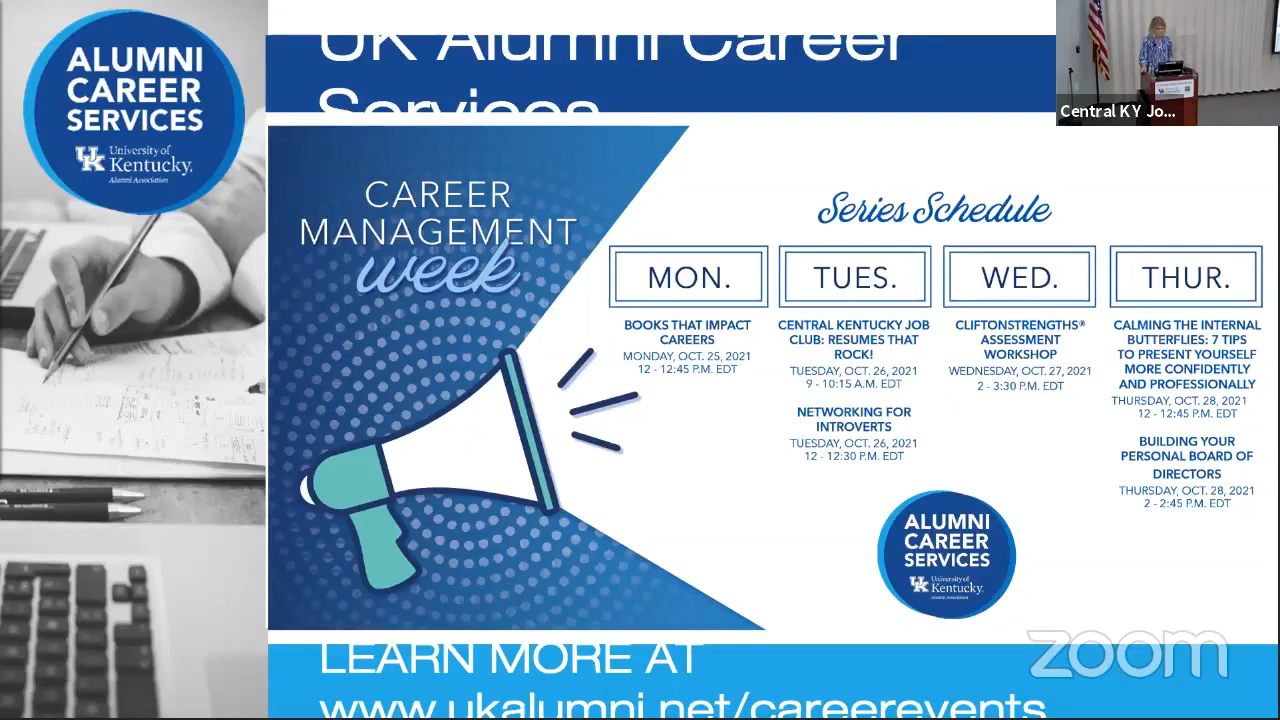 ALUMNI
CAREER
SERVICES
UK University of
Kentucky
Alumni Association
UK Alumni Career
Services
Central KY Jo...
CAREER
MANAGEMENT
week
Series Schedule
MON.
BOOKS THAT IMPACT
CAREERS
MONDAY, OCT. 25, 2021
12 - 12:45 P.M. EDT
TUES.
CENTRAL KENTUCKY JOB
CLUB: RESUMES THAT
ROCK!
TUESDAY, OCT. 26, 2021
9 - 10:15 A.M. EDT
NETWORKING FOR
INTROVERTS
TUESDAY, OCT. 26, 2021
12 - 12:30 P.M. EDT
WED.
CLIFTONSTRENGTHS®
ASSESSMENT
WORKSHOP
WEDNESDAY, OCT. 27, 2021
2 - 3:30 P.M. EDT
THUR.
CALMING THE INTERNAL
BUTTERFLIES: 7 TIPS
TO PRESENT YOURSELF
MORE CONFIDENTLY
AND PROFESSIONALLY
THURSDAY, OCT. 28, 2021
12 - 12:45 P.M. EDT
BUILDING YOUR
PERSONAL BOARD OF
DIRECTORS
THURSDAY, OCT. 28, 2021
2 - 2:45 P.M. EDT
ALUMNI
CAREER
SERVICES
UK University of
Kentucky
Alumni Association
LEARN MORE AT
www.ukalumni.net/careerevents
zoom